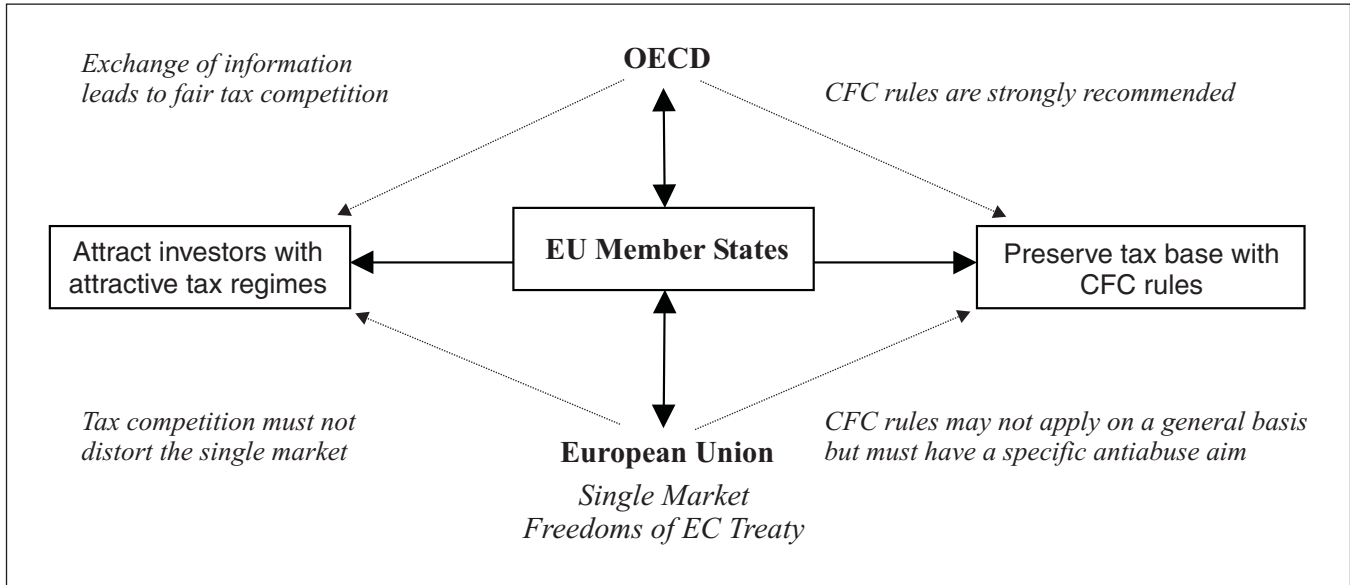 Exchange of information
leads to fair tax competition
OECD
CFC rules are strongly recommended
Attract investors with
attractive tax regimes
EU Member States
Preserve tax base with
CFC rules
Tax competition must not
distort the single market
European Union
Single Market
Freedoms of EC Treaty
CFC rules may not apply on a general basis
but must have a specific antiabuse aim